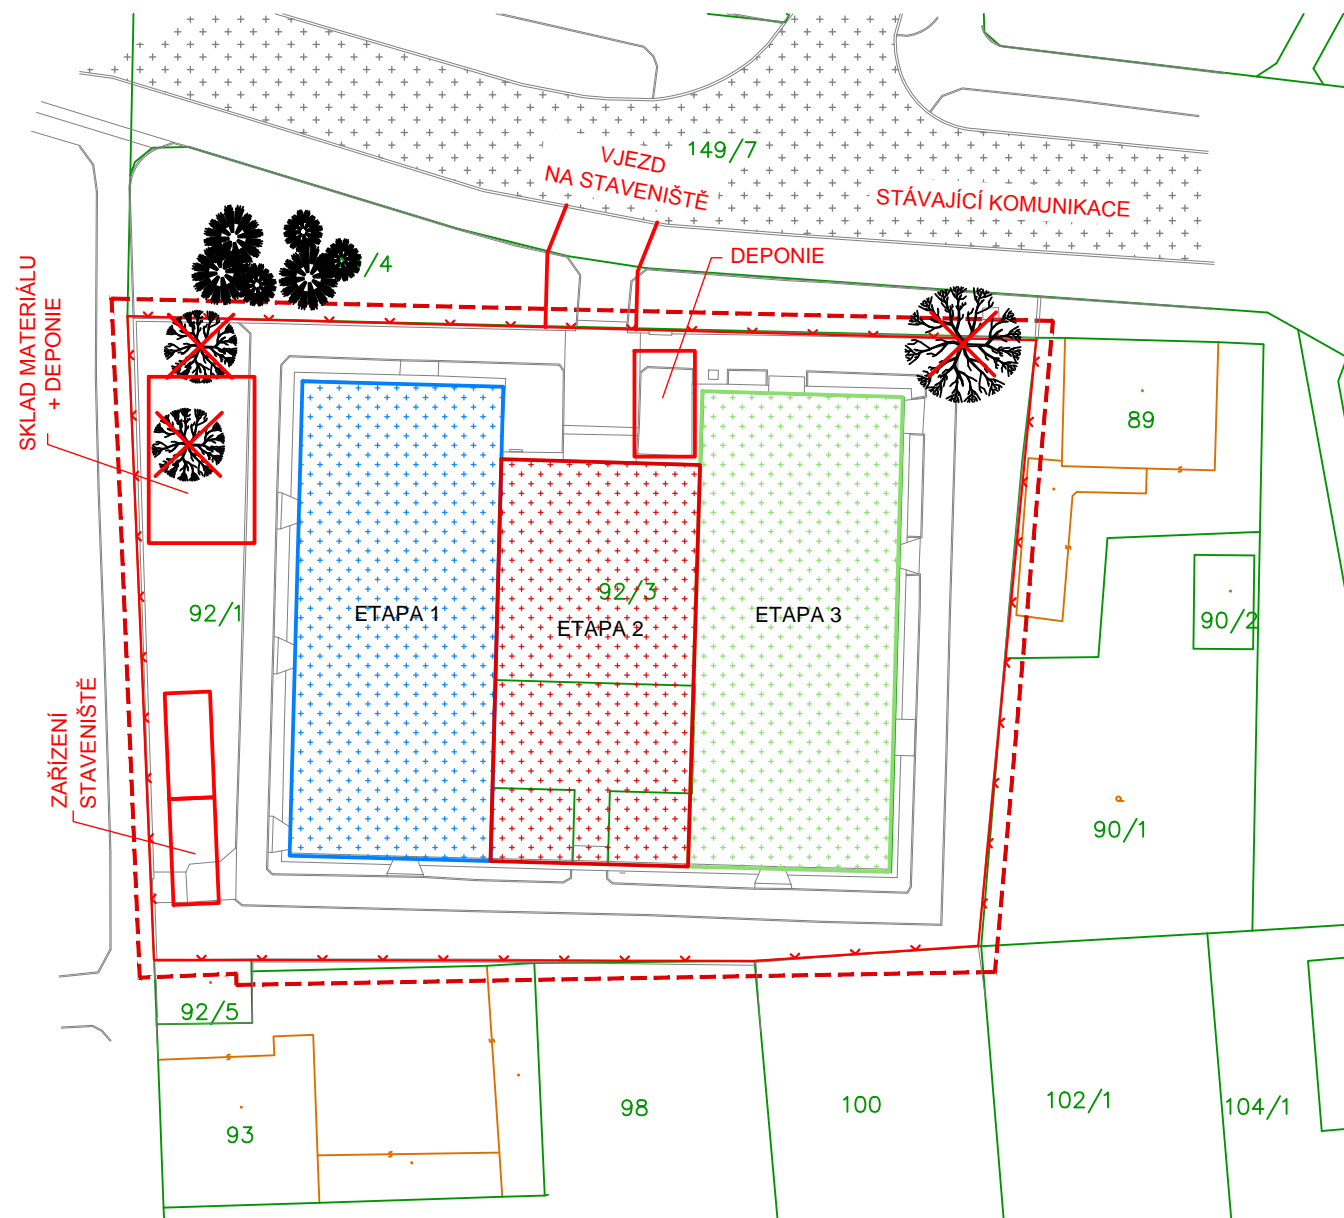 149/7
VJEZD
NA STAVENIŠTĚ
STÁVAJÍCÍ KOMUNIKACE
DEPONIE
/4
SKLAD MATERIÁLU
+ DEPONIE
89
92/1
92/3
ETAPA 1
ETAPA 2
ETAPA 3
90/2
ZAŘÍZENÍ
STAVENIŠTĚ
90/1
92/5
93
98
100
102/1
104/1